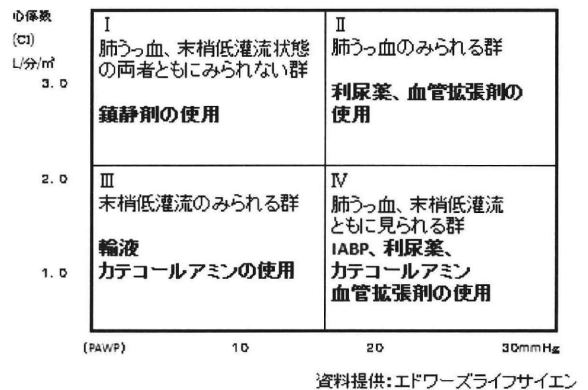 心係数
(CI)
L/分/㎡
3.0
2.0
1.0
Ⅰ
肺うっ血、末梢低灌流状態
の両者ともにみられない群
鎮静剤の使用
Ⅱ
肺うっ血のみられる群
利尿薬、血管拡張剤の
使用
Ⅲ
末梢低灌流のみられる群
輸液
カテコールアミンの使用
Ⅳ
肺うっ血、末梢低灌流
ともに見られる群
IABP、利尿薬、
カテコールアミン
血管拡張剤の使用
(PAWP) 10 20 30mmHg
資料提供：エドワーズライフサイエン